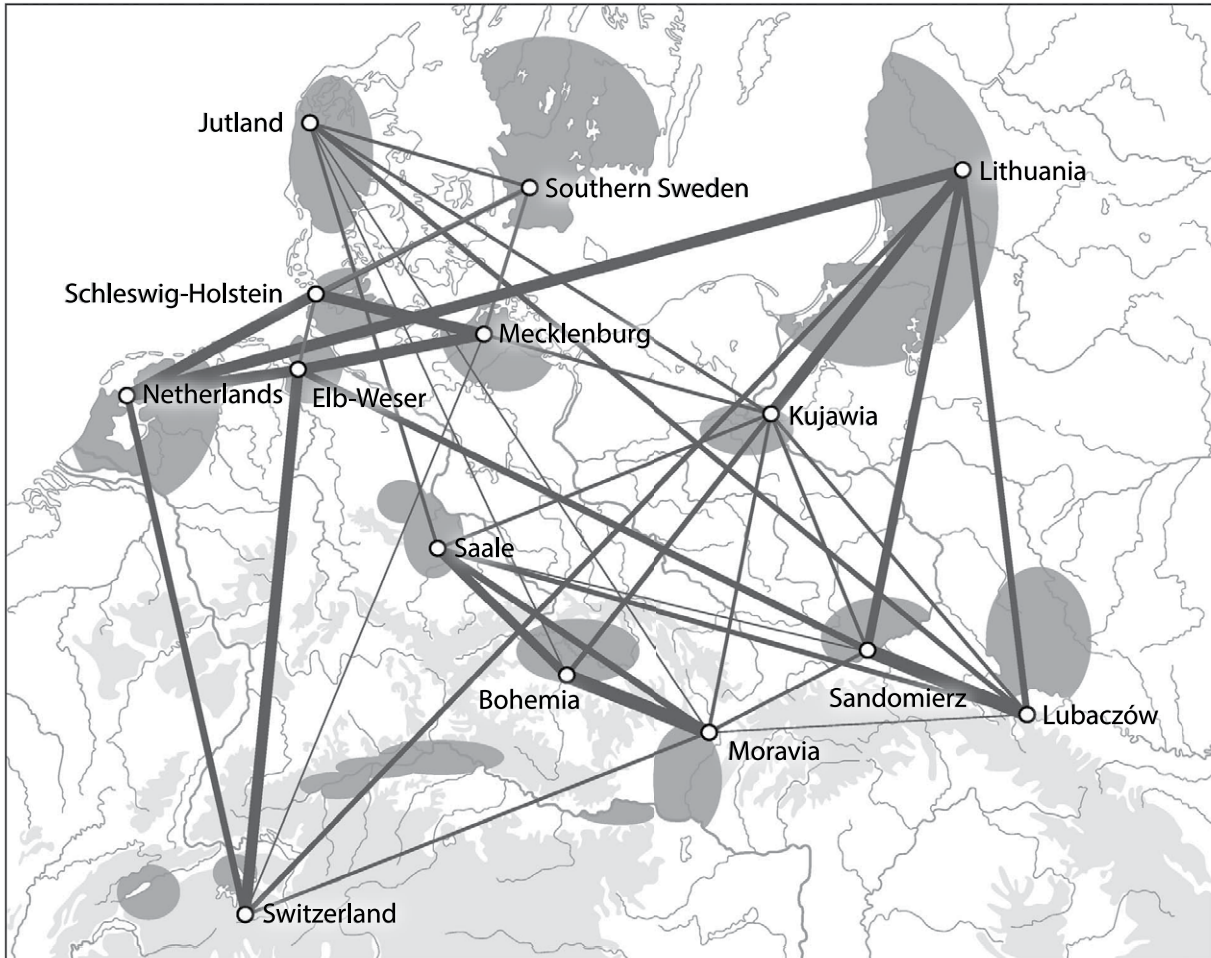 Jutland
Southern Sweden
Lithuania
Schleswig-Holstein
Mecklenburg
Netherlands
Elb-Weser
Kujawia
Saale
Bohemia
Sandomierz
Lubaczów
Moravia
Switzerland